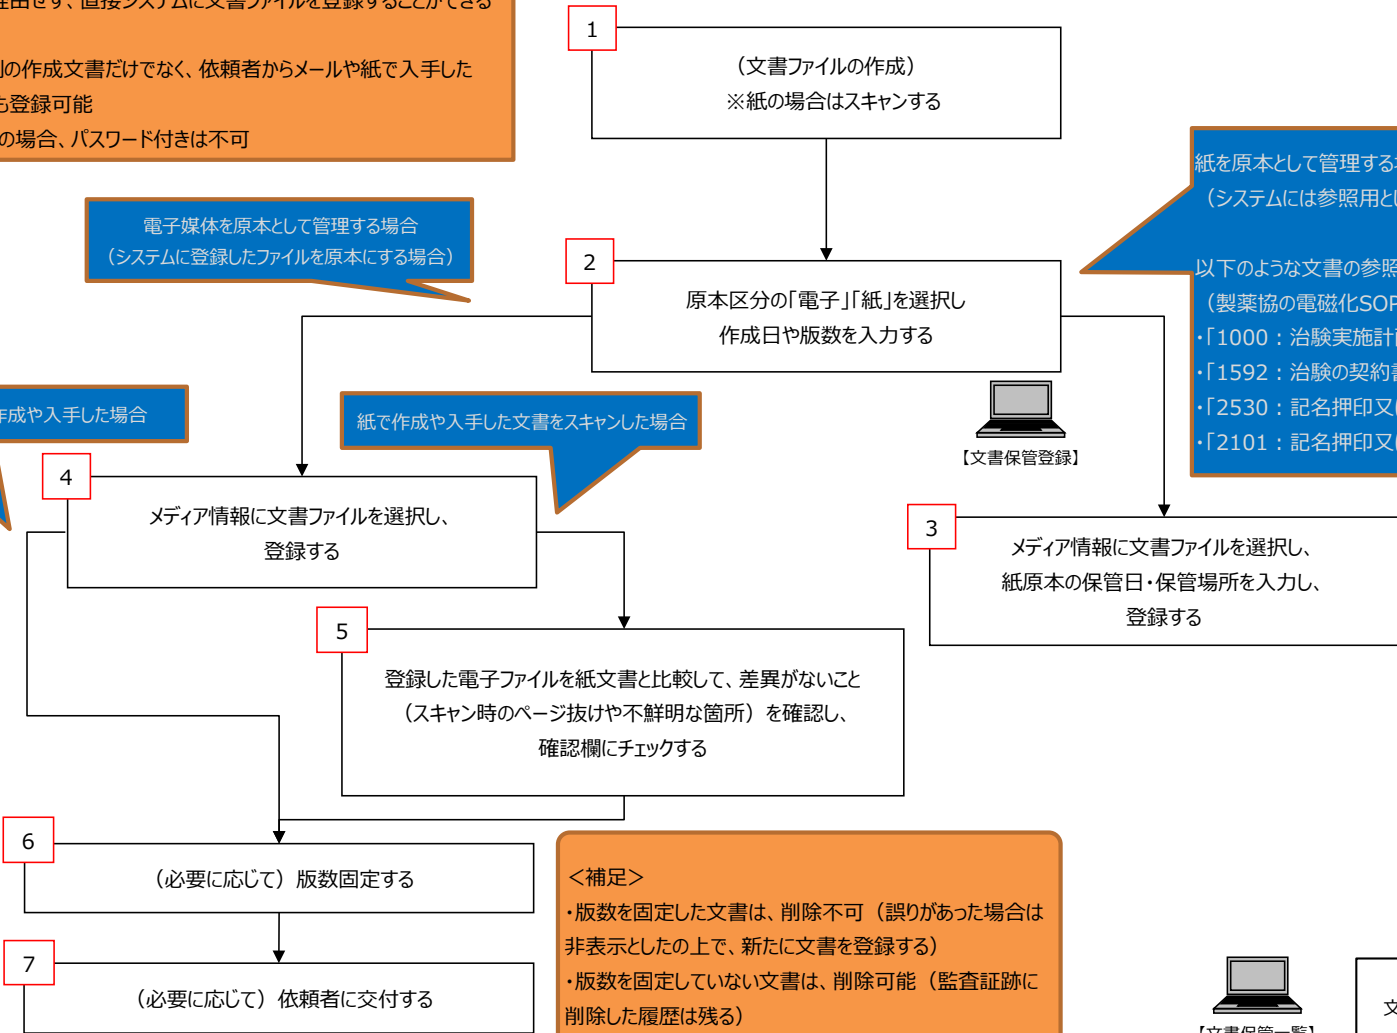 経由せず、直接システムに文書ファイルを登録することができる
の作成文書だけでなく、依頼者からメールや紙で入手した
も登録可能
の場合、パスワード付きは不可
1
（文書ファイルの作成）
※紙の場合はスキャンする
電子媒体を原本として管理する場合
（システムに登録したファイルを原本にする場合）
2
原本区分の「電子」「紙」を選択し
作成日や版数を入力する
紙を原本として管理する
（システムには参照用と
以下のような文書の参照
（製薬協の電磁化SOP
・「1000：治験実施計
・「1592：治験の契約書
・「2530：記名押印又は
・「2101：記名押印又は
【文書保管登録】
作成や入手した場合
紙で作成や入手した文書をスキャンした場合
4
メディア情報に文書ファイルを選択し、
登録する
3
メディア情報に文書ファイルを選択し、
紙原本の保管日・保管場所を入力し、
登録する
5
登録した電子ファイルを紙文書と比較して、差異がないこと
（スキャン時のページ抜けや不鮮明な箇所）を確認し、
確認欄にチェックする
6
（必要に応じて）版数固定する
7
（必要に応じて）依頼者に交付する
＜補足＞
・版数を固定した文書は、削除不可（誤りがあった場合は
非表示としたの上で、新たに文書を登録する）
・版数を固定していない文書は、削除可能（監査証跡に
削除した履歴は残る）
【文書保管一覧】
文